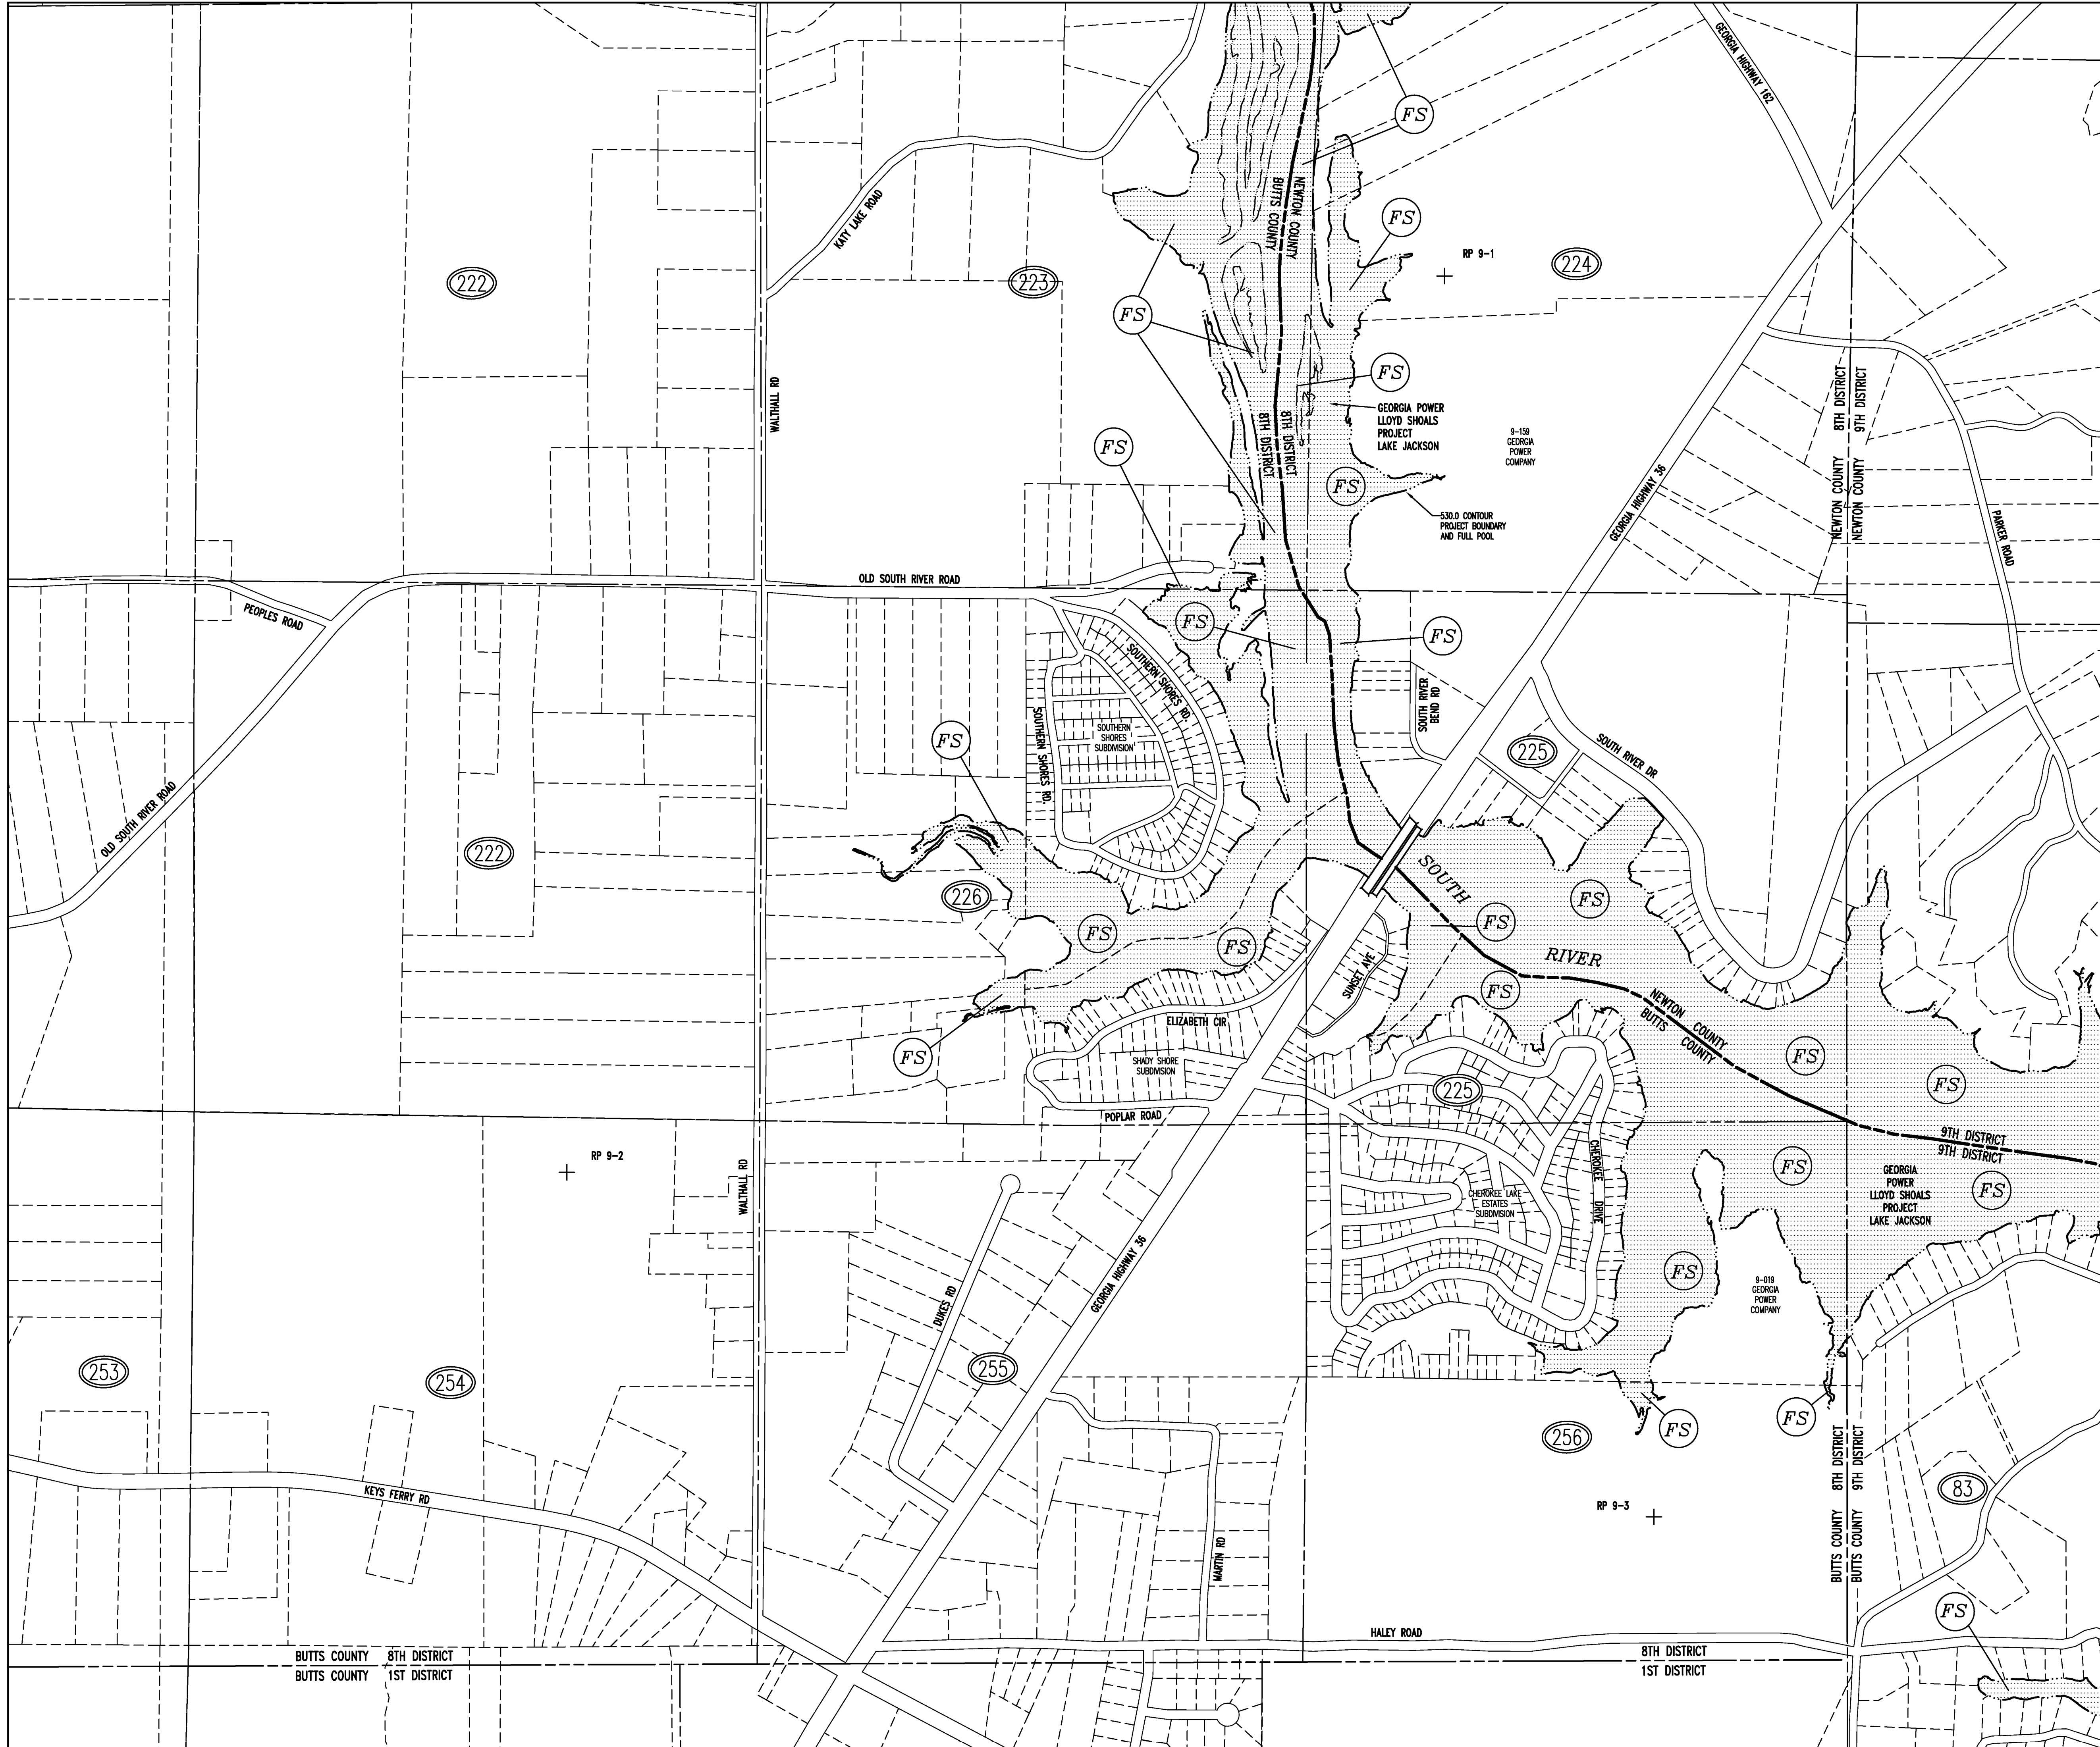 GEORGIA HIGHWAY 162
FS
NEWTON COUNTY
BUTTS COUNTY
KATY LAKE ROAD
FS
RP 9-1
224
222
223
FS
WALTHALL RD
FS
GEORGIA POWER
LLOYD SHOALS
PROJECT
LAKE JACKSON
8TH DISTRICT
8TH DISTRICT
9-159
GEORGIA
POWER
COMPANY
NEWTON COUNTY 8TH DISTRICT
NEWTON COUNTY 9TH DISTRICT
FS
FS
GEORGIA HIGHWAY 36
530.0 CONTOUR
PROJECT BOUNDARY
AND FULL POOL
PARKER ROAD
OLD SOUTH RIVER ROAD
PEOPLES ROAD
FS
FS
SOUTHERN SHORES RD.
SOUTHERN SHORES RD.
SOUTHERN
SHORES
SUBDIVISION
SOUTH RIVER
BEND RD
FS
225
SOUTH RIVER DR
OLD SOUTH RIVER ROAD
222
226
SOUTH
RIVER
FS
FS
FS
FS
FS
SUNSET AVE
NEWTON COUNTY
BUTTS COUNTY
ELIZABETH CIR
FS
SHADY SHORE
SUBDIVISION
FS
FS
225
POPLAR ROAD
9TH DISTRICT
9TH DISTRICT
RP 9-2
WALTHALL RD
CHEROKEE DRIVE
FS
GEORGIA
POWER
LLOYD SHOALS
PROJECT
LAKE JACKSON
FS
CHEROKEE LAKE
ESTATES
SUBDIVISION
FS
9-019
GEORGIA
POWER
COMPANY
DUKES RD
GEORGIA HIGHWAY 36
253
254
255
FS
FS
256
BUTTS COUNTY 8TH DISTRICT
BUTTS COUNTY 9TH DISTRICT
83
KEYS FERRY RD
RP 9-3
MARTIN RD
FS
HALEY ROAD
BUTTS COUNTY 8TH DISTRICT
BUTTS COUNTY 1ST DISTRICT
8TH DISTRICT
1ST DISTRICT